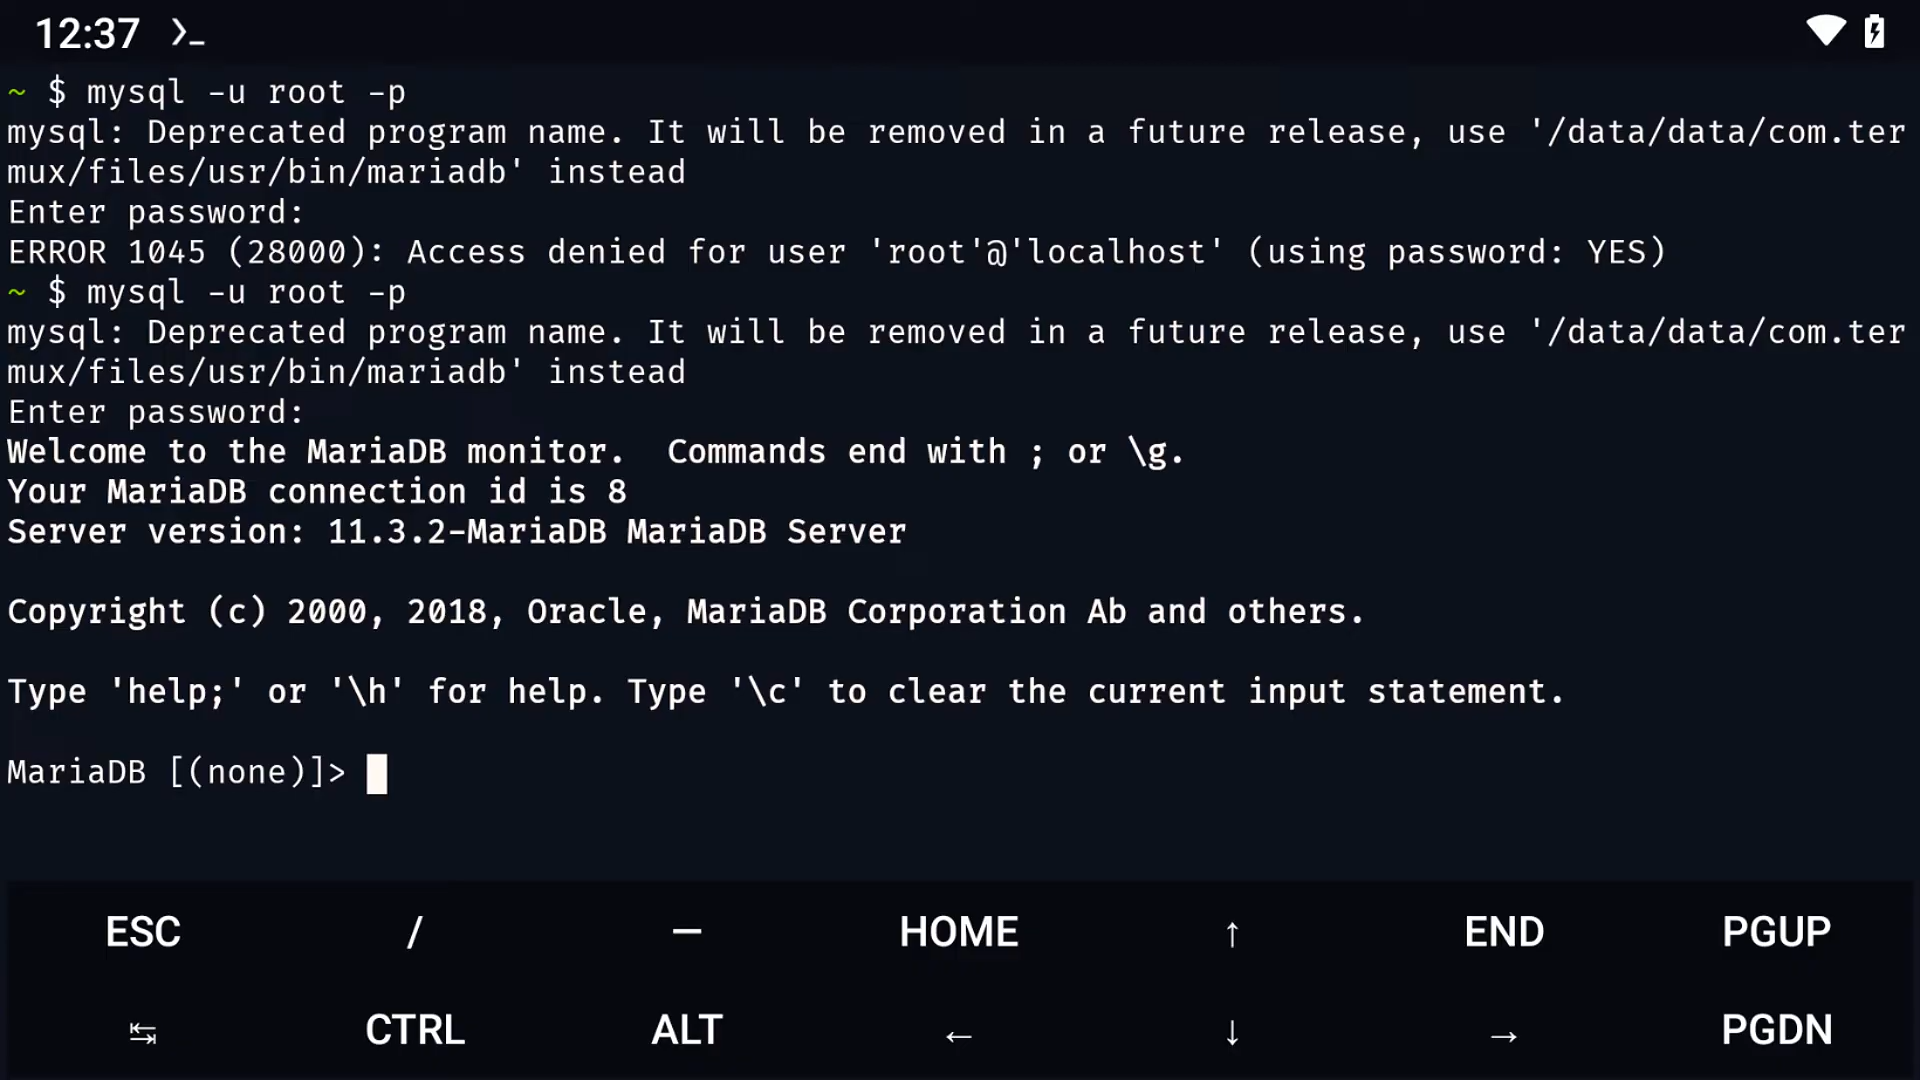 12:37
~ $ mysql -u root -p
mysql: Deprecated program name. It will be removed in a future release, use '/data/data/com.ter
mux/files/usr/bin/mariadb' instead
Enter password:
ERROR 1045 (28000): Access denied for user 'root'@'localhost' (using password: YES)
~ $ mysql -u root -p
mysql: Deprecated program name. It will be removed in a future release, use '/data/data/com.ter
mux/files/usr/bin/mariadb' instead
Enter password:
Welcome to the MariaDB monitor.  Commands end with ; or \g.
Your MariaDB connection id is 8
Server version: 11.3.2-MariaDB MariaDB Server
Copyright (c) 2000, 2018, Oracle, MariaDB Corporation Ab and others.
Type 'help;' or '\h' for help. Type '\c' to clear the current input statement.
MariaDB [(none)]>
ESC / — HOME ↑ END PGUP
↹ CTRL ALT ← ↓ → PGDN